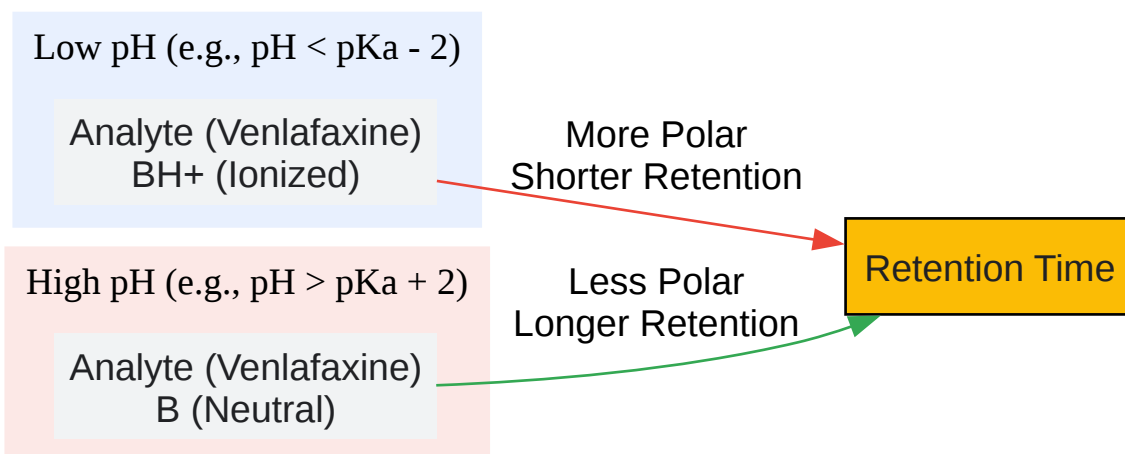 Low pH (e.g., pH < pKa - 2)
Analyte (Venlafaxine)
BH+ (Ionized)
More Polar
Shorter Retention
Retention Time
High pH (e.g., pH > pKa + 2)
Less Polar
Longer Retention
Analyte (Venlafaxine)
B (Neutral)